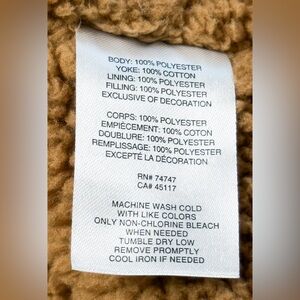 BODY: 100% POLYESTER
YOKE: 100% COTTON
LINING: 100% POLYESTER
FILLING: 100% POLYESTER
EXCLUSIVE OF DECORATION
CORPS: 100% POLYESTER
EMPIÈCEMENT: 100% COTON
DOUBLURE: 100% POLYESTER
REMPLISSAGE: 100% POLYESTER
EXCEPTÉ LA DÉCORATION
RN# 74747
CA# 45117
MACHINE WASH COLD
WITH LIKE COLORS
ONLY NON-CHLORINE BLEACH
WHEN NEEDED
TUMBLE DRY LOW
REMOVE PROMPTLY
COOL IRON IF NEEDED